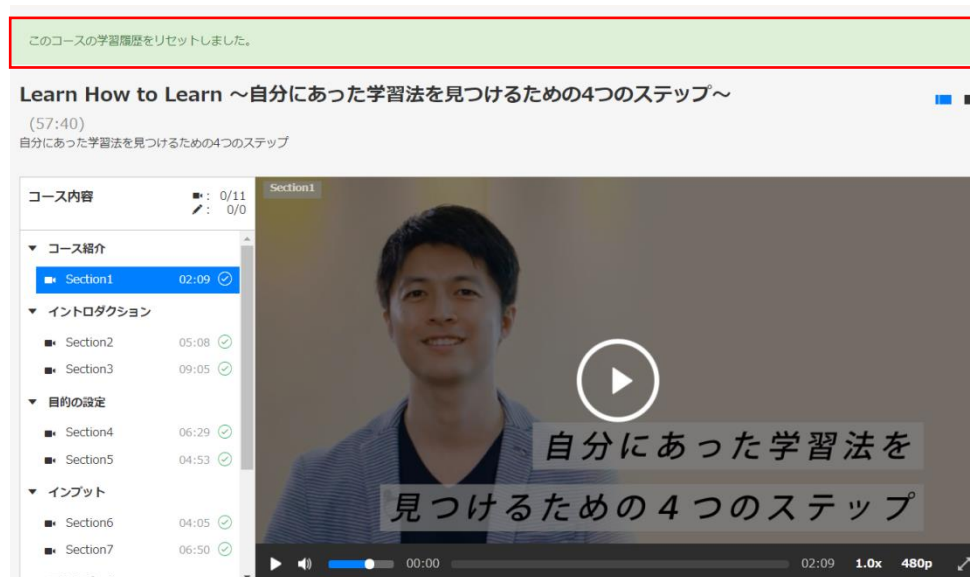 このコースの学習履歴をリセットしました。
Learn How to Learn ～自分にあった学習法を見つけるための4つのステップ～
(57:40)
自分にあった学習法を見つけるための4つのステップ
コース内容 : 0/11
: 0/0
コース紹介
Section1 02:09
イントロダクション
Section2 05:08
Section3 09:05
目的の設定
Section4 06:29
Section5 04:53
インプット
Section6 04:05
Section7 06:50
Section1
自分にあった学習法を
見つけるための4つのステップ
00:00 02:09 1.0x 480p